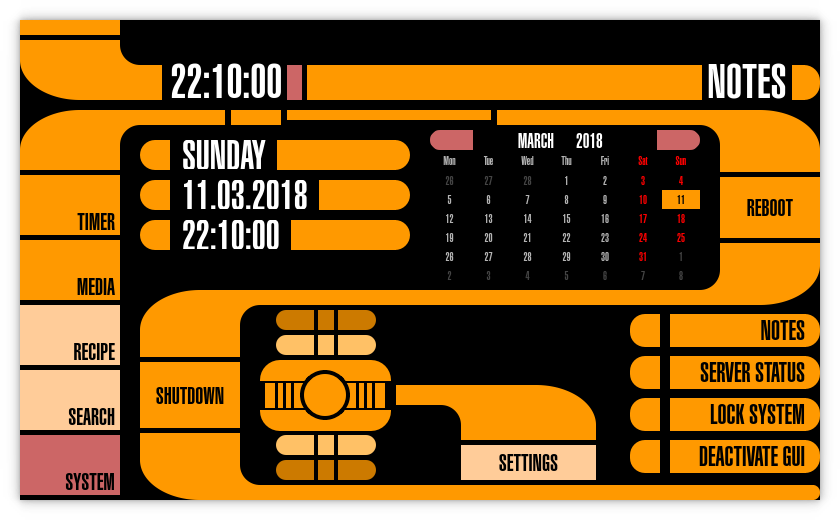 22:10:00 NOTES
SUNDAY
11.03.2018
22:10:00
MARCH 2018
Mon Tue Wed Thu Fri Sat Sun
26 27 28 1 2 3 4
5 6 7 8 9 10 11
12 13 14 15 16 17 18
19 20 21 22 23 24 25
26 27 28 29 30 31 1
2 3 4 5 6 7 8
REBOOT
TIMER
MEDIA
RECIPE
SEARCH
SYSTEM
SHUTDOWN
SETTINGS
NOTES
SERVER STATUS
LOCK SYSTEM
DEACTIVATE GUI